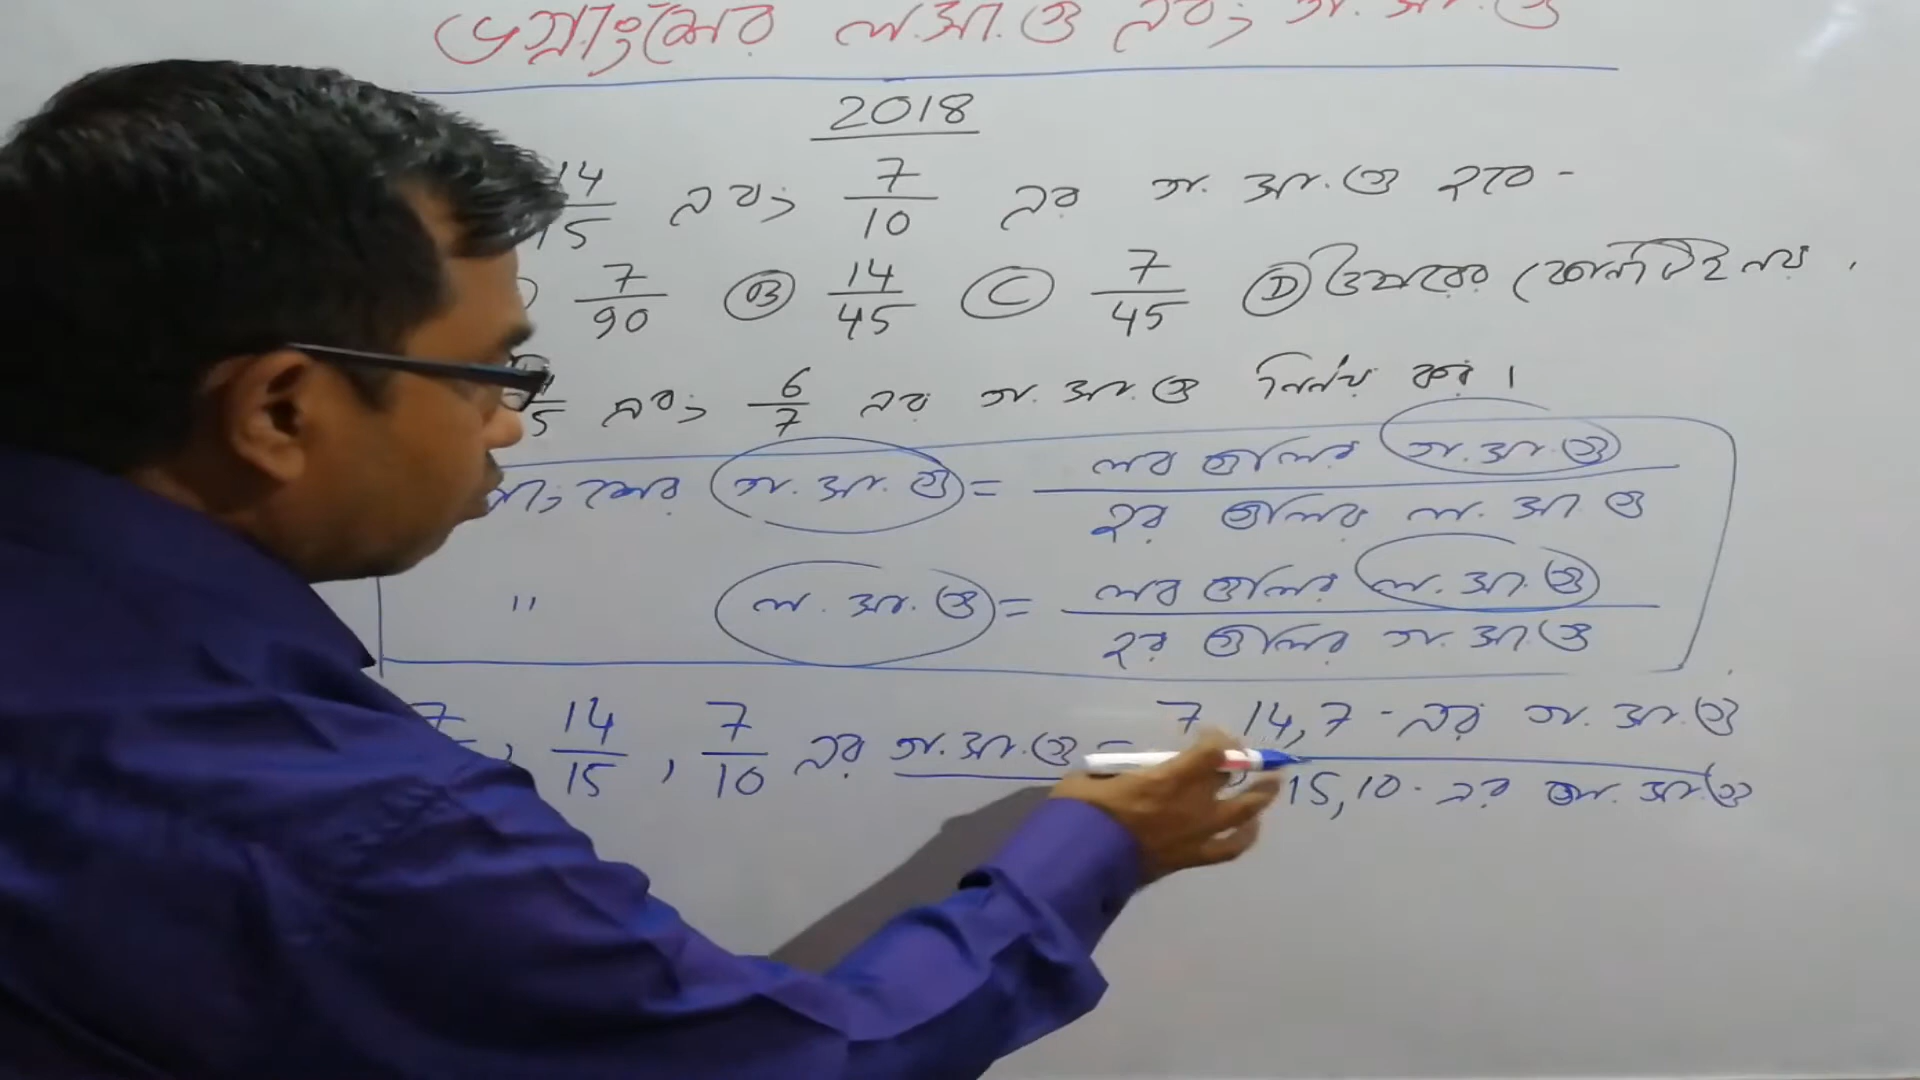 ভগ্নাংশের ল.সা.গু এবং গ.সা.গু
2018
14/15 এবং 7/10 এর গ.সা.গু হবে -
7/90 Ⓑ 14/45 Ⓒ 7/45 Ⓓ উপরের কোনটিই নয়.
5 এবং 6/7 এর গ.সা.গু নির্ণয় কর।
াংশের গ.সা.গু = লব গুলির গ.সা.গু / হর গুলির ল.সা.গু
" ল.সা.গু = লব গুলির ল.সা.গু / হর গুলির গ.সা.গু
7 , 14/15 , 7/10 এর গ.সা.গু = 7 14,7 - এর গ.সা.গু / 15,10 - এর ল.সা.গু